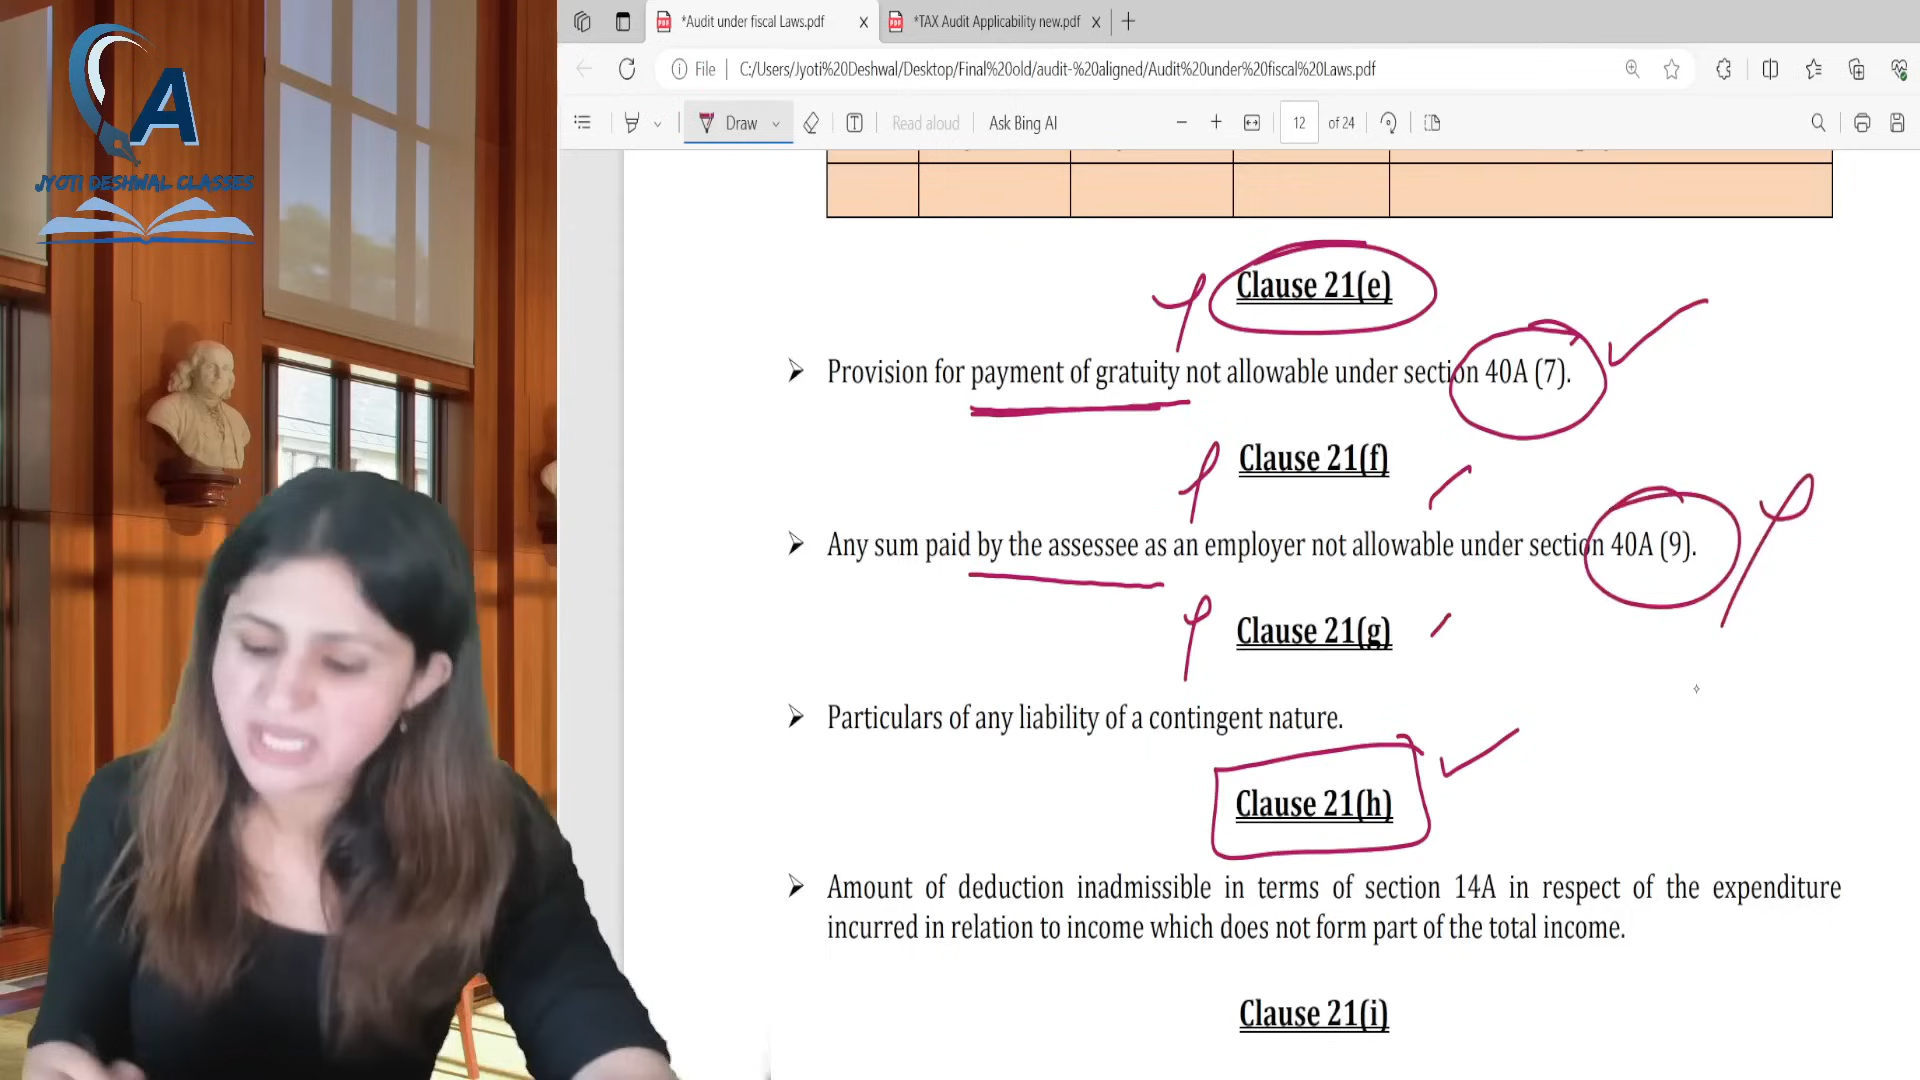 A
JYOTI DESHWAL CLASSES
*Audit under fiscal Laws.pdf
*TAX Audit Applicability new.pdf
File C:/Users/Jyoti%20Deshwal/Desktop/Final%20old/audit-%20aligned/Audit%20under%20fiscal%20Laws.pdf
Draw Read aloud Ask Bing AI 12 of 24
Clause 21(e)
➢ Provision for payment of gratuity not allowable under section 40A (7).
Clause 21(f)
➢ Any sum paid by the assessee as an employer not allowable under section 40A (9).
Clause 21(g)
➢ Particulars of any liability of a contingent nature.
Clause 21(h)
➢ Amount of deduction inadmissible in terms of section 14A in respect of the expenditure
incurred in relation to income which does not form part of the total income.
Clause 21(i)